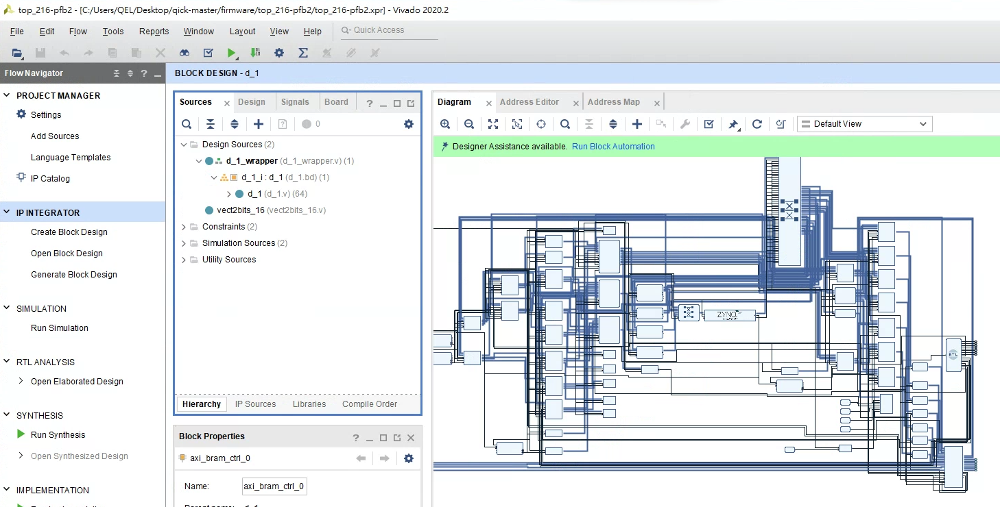 top_216-pfb2 - [C:/Users/QEL/Desktop/qick-master/firmware/top_216-pfb2/top_216-pfb2.xpr] - Vivado 2020.2
File Edit Flow Tools Reports Window Layout View Help Quick Access
Flow Navigator
BLOCK DESIGN - d_1
PROJECT MANAGER
Settings
Add Sources
Language Templates
IP Catalog
IP INTEGRATOR
Create Block Design
Open Block Design
Generate Block Design
SIMULATION
Run Simulation
RTL ANALYSIS
Open Elaborated Design
SYNTHESIS
Run Synthesis
Open Synthesized Design
IMPLEMENTATION
Sources Design Signals Board
0
Design Sources (2)
d_1_wrapper (d_1_wrapper.v) (1)
d_1_i : d_1 (d_1.bd) (1)
d_1 (d_1.v) (64)
vect2bits_16 (vect2bits_16.v)
Constraints (2)
Simulation Sources (2)
Utility Sources
Hierarchy IP Sources Libraries Compile Order
Block Properties
axi_bram_ctrl_0
Name: axi_bram_ctrl_0
Diagram Address Editor Address Map
Default View
Designer Assistance available. Run Block Automation
ZYNQ
RTL